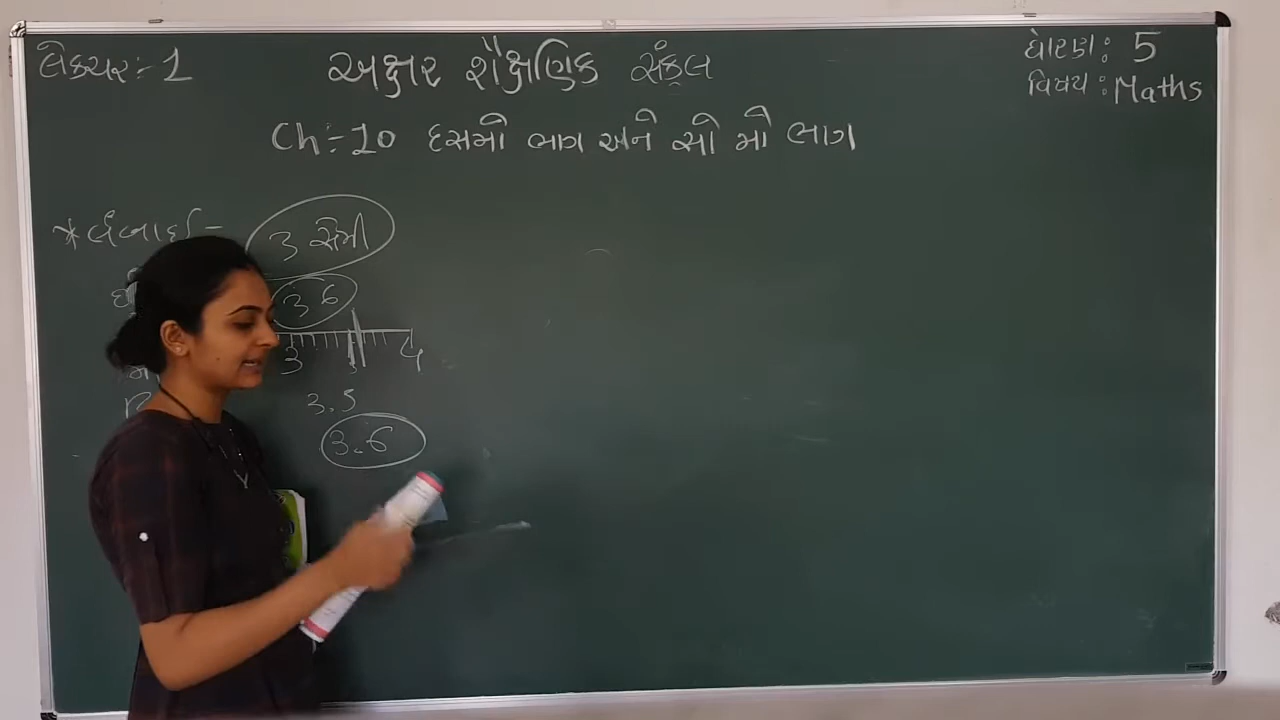 લેક્ચર:- 1
અક્ષર શૈક્ષણિક સંકુલ
ધોરણ: 5
વિષય: Maths
Ch:-10 દસમો ભાગ અને સો મો ભાગ
* લંબાઈ -
3 સેમી
3 6
3 4
3.5
3.6